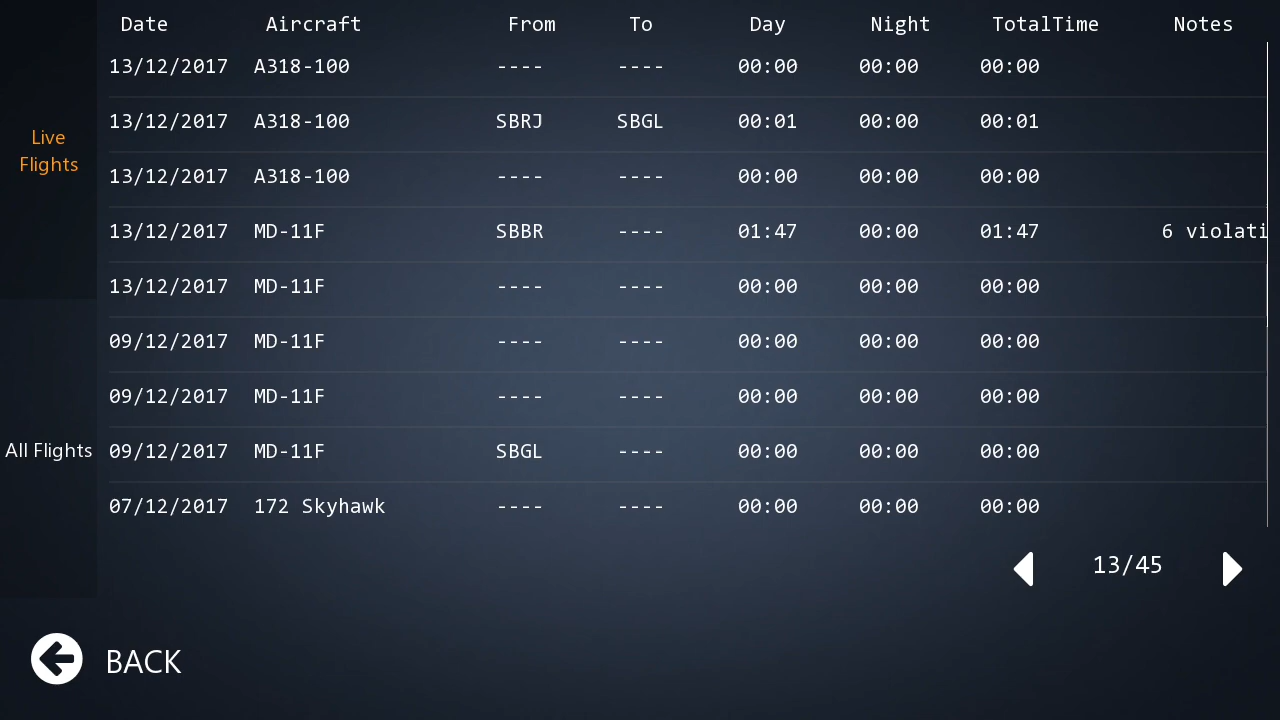 Date Aircraft From To Day Night TotalTime Notes
13/12/2017 A318-100 ---- ---- 00:00 00:00 00:00
13/12/2017 A318-100 SBRJ SBGL 00:01 00:00 00:01
Live
Flights
13/12/2017 A318-100 ---- ---- 00:00 00:00 00:00
13/12/2017 MD-11F SBBR ---- 01:47 00:00 01:47 6 violati
13/12/2017 MD-11F ---- ---- 00:00 00:00 00:00
09/12/2017 MD-11F ---- ---- 00:00 00:00 00:00
09/12/2017 MD-11F ---- ---- 00:00 00:00 00:00
All Flights
09/12/2017 MD-11F SBGL ---- 00:00 00:00 00:00
07/12/2017 172 Skyhawk ---- ---- 00:00 00:00 00:00
13/45
BACK